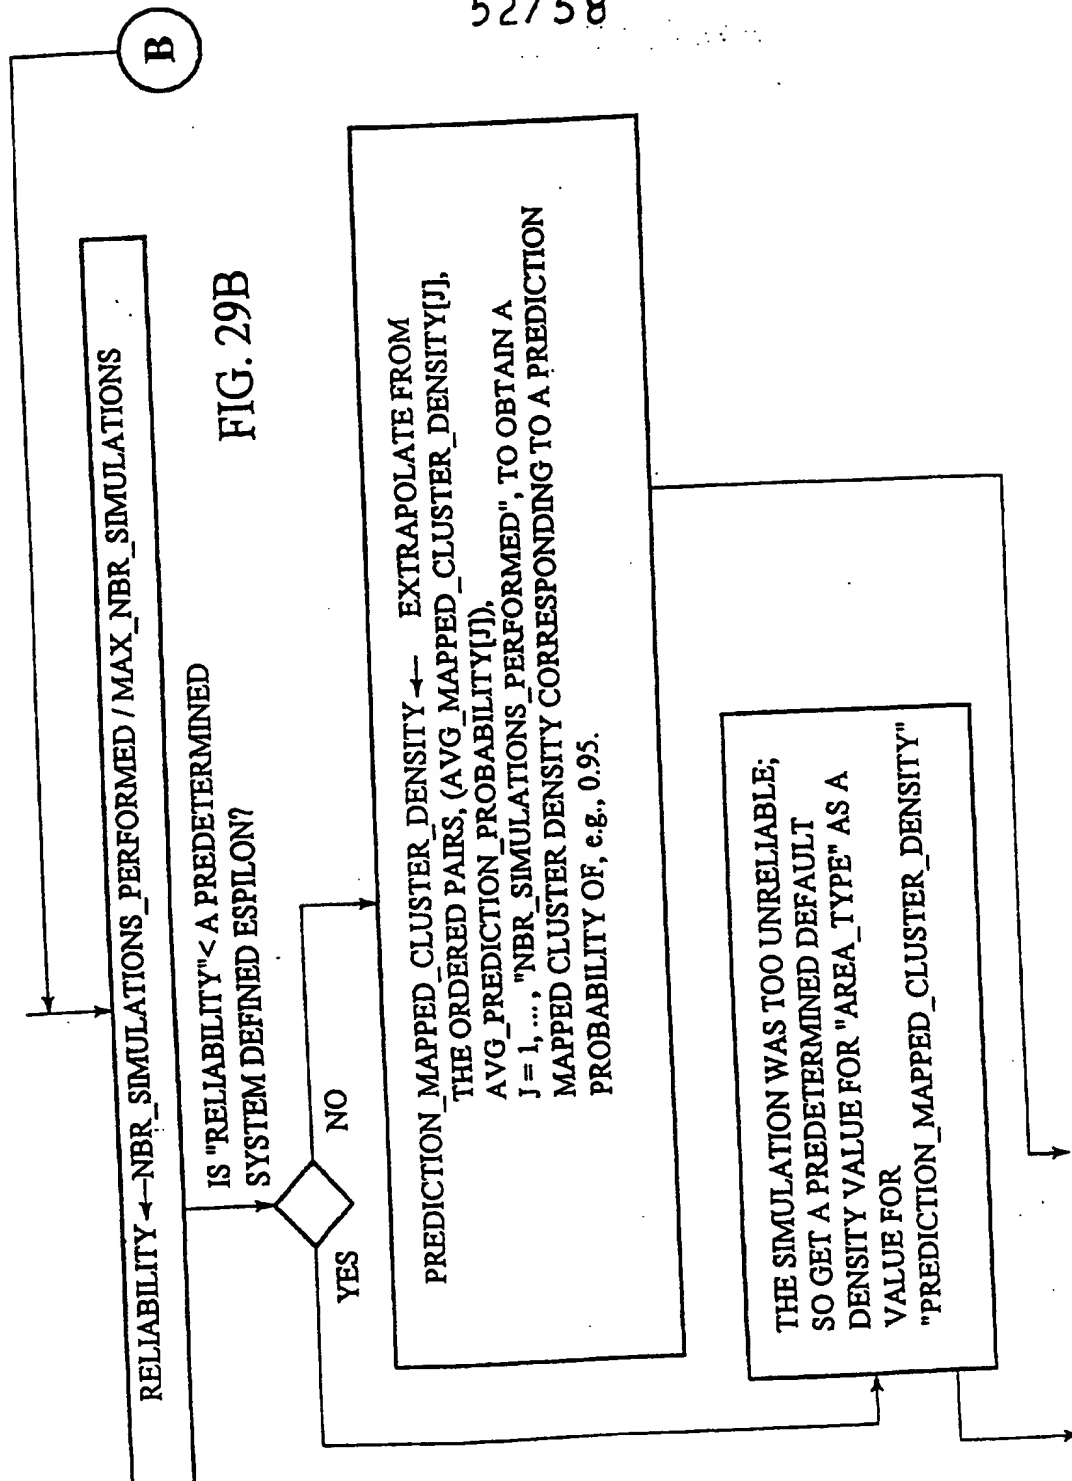 52/58
B
RELIABILITY ← NBR_SIMULATIONS_PERFORMED / MAX_NBR_SIMULATIONS
FIG. 29B
IS "RELIABILITY"< A PREDETERMINED
SYSTEM DEFINED ESPILON?
NO
YES
PREDICTION_MAPPED_CLUSTER_DENSITY ← EXTRAPOLATE FROM
THE ORDERED PAIRS, (AVG_MAPPED_CLUSTER_DENSITY[J],
AVG_PREDICTION_PROBABILITY[J]),
J = 1, ..., "NBR_SIMULATIONS_PERFORMED", TO OBTAIN A
MAPPED CLUSTER DENSITY CORRESPONDING TO A PREDICTION
PROBABILITY OF, e.g., 0.95.
THE SIMULATION WAS TOO UNRELIABLE;
SO GET A PREDETERMINED DEFAULT
DENSITY VALUE FOR "AREA_TYPE" AS A
VALUE FOR
"PREDICTION_MAPPED_CLUSTER_DENSITY"